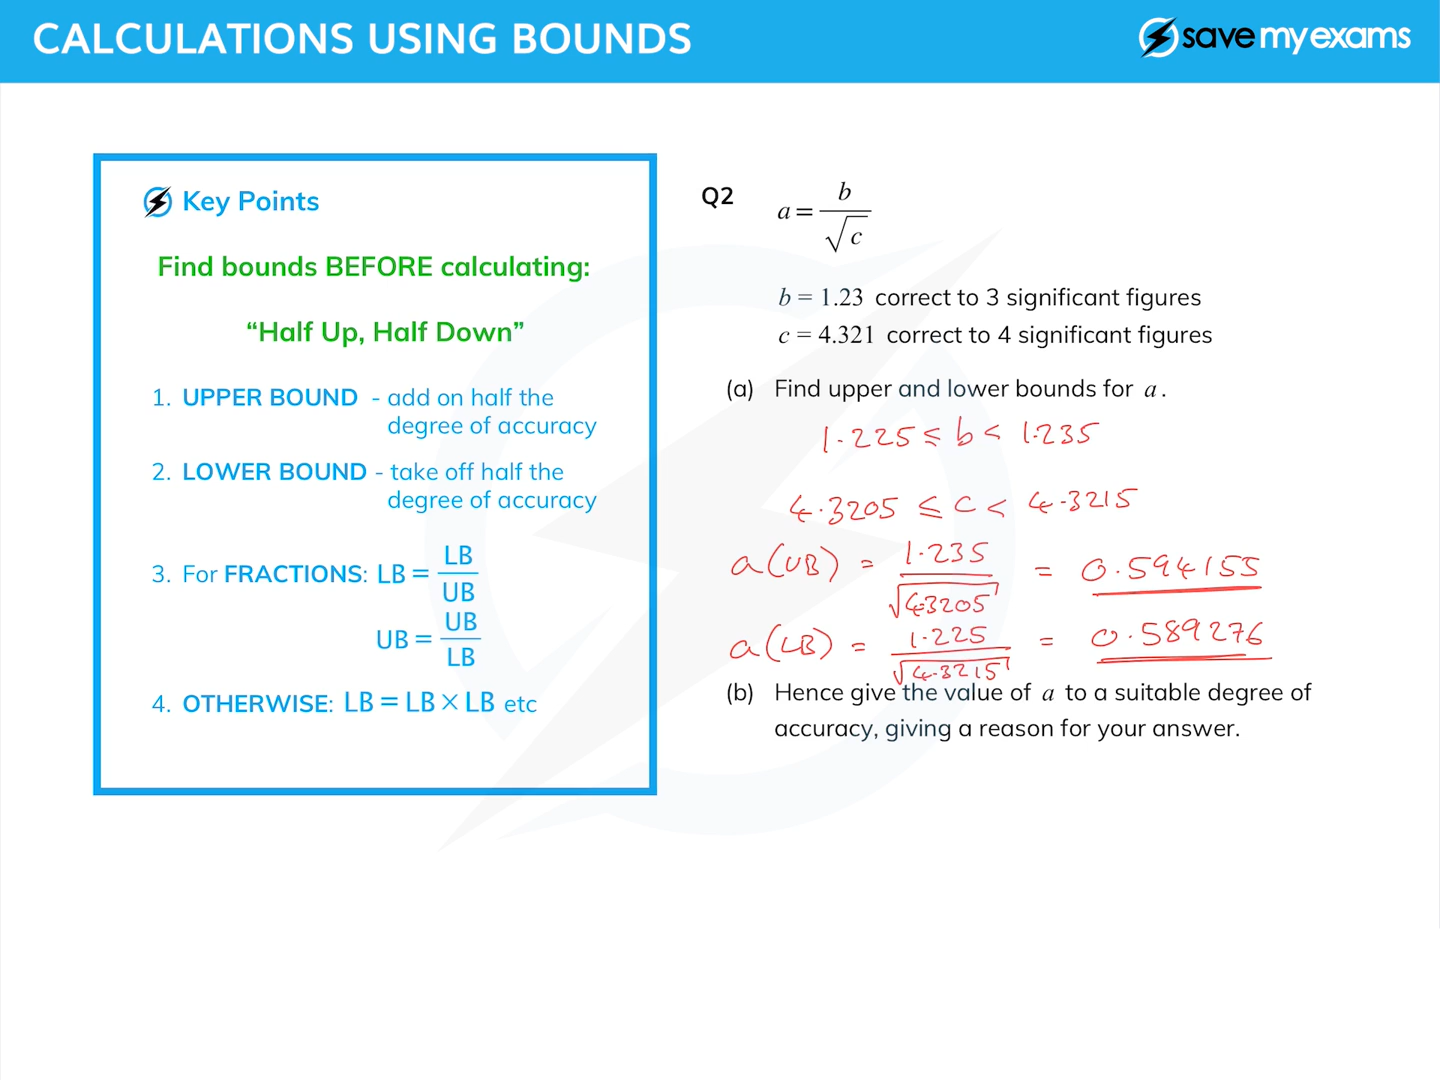 CALCULATIONS USING BOUNDS
save my exams
Key Points
Find bounds BEFORE calculating:
“Half Up, Half Down”
1. UPPER BOUND - add on half the
degree of accuracy
2. LOWER BOUND - take off half the
degree of accuracy
3. For FRACTIONS: LB = LB/UB
UB = UB/LB
4. OTHERWISE: LB = LB × LB etc
Q2 a = b/√c
b = 1.23 correct to 3 significant figures
c = 4.321 correct to 4 significant figures
(a) Find upper and lower bounds for a.
1.225 ≤ b < 1.235
4.3205 ≤ c < 4.3215
a(UB) = 1.235/√4.3205 = 0.594155
a(LB) = 1.225/√4.3215 = 0.589276
(b) Hence give the value of a to a suitable degree of
accuracy, giving a reason for your answer.